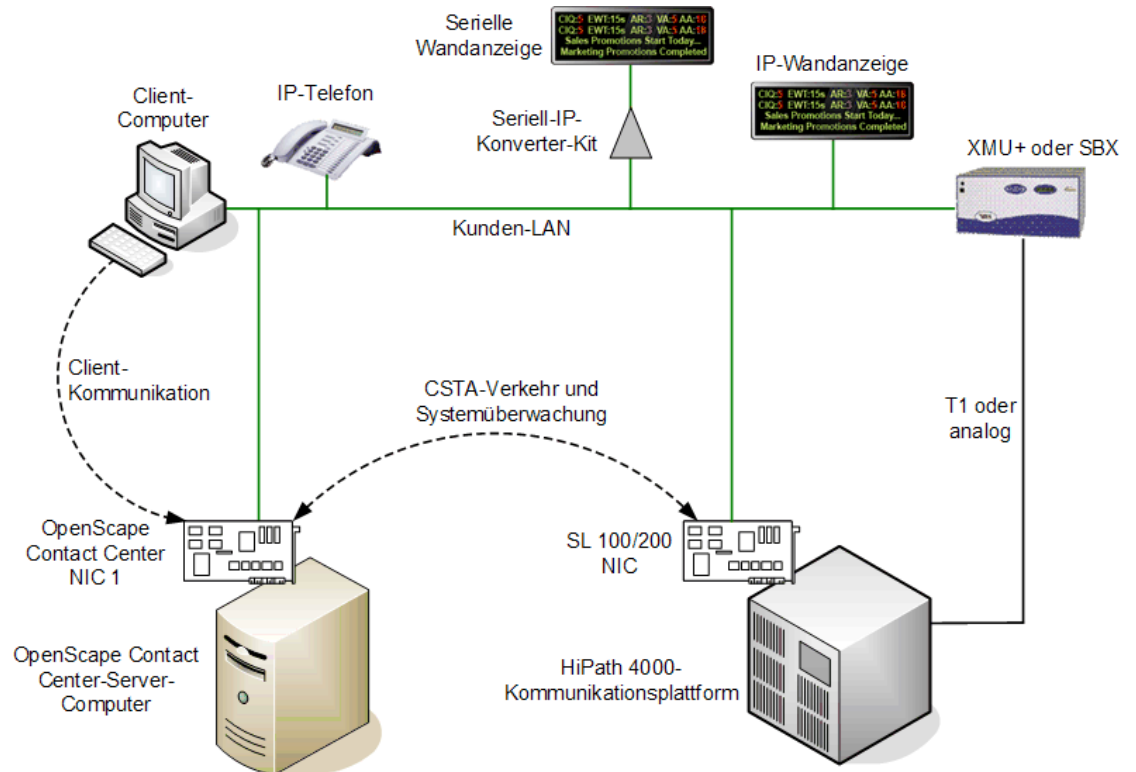 Serielle
Wandanzeige
CIQ:5 EWT:15s AR:3 VA:5 AA:18
CIQ:5 EWT:15s AR:3 VA:5 AA:18
Sales Promotions Start Today...
Marketing Promotions Completed
IP-Wandanzeige
CIQ:5 EWT:15s AR:3 VA:5 AA:18
CIQ:5 EWT:15s AR:3 VA:5 AA:18
Sales Promotions Start Today...
Marketing Promotions Completed
Client-
Computer
IP-Telefon
Seriell-IP-
Konverter-Kit
XMU+ oder SBX
Kunden-LAN
Client-
Kommunikation
CSTA-Verkehr und
Systemüberwachung
T1 oder
analog
OpenScape
Contact Center
NIC 1
SL 100/200
NIC
OpenScape Contact
Center-Server-
Computer
HiPath 4000-
Kommunikationsplattform